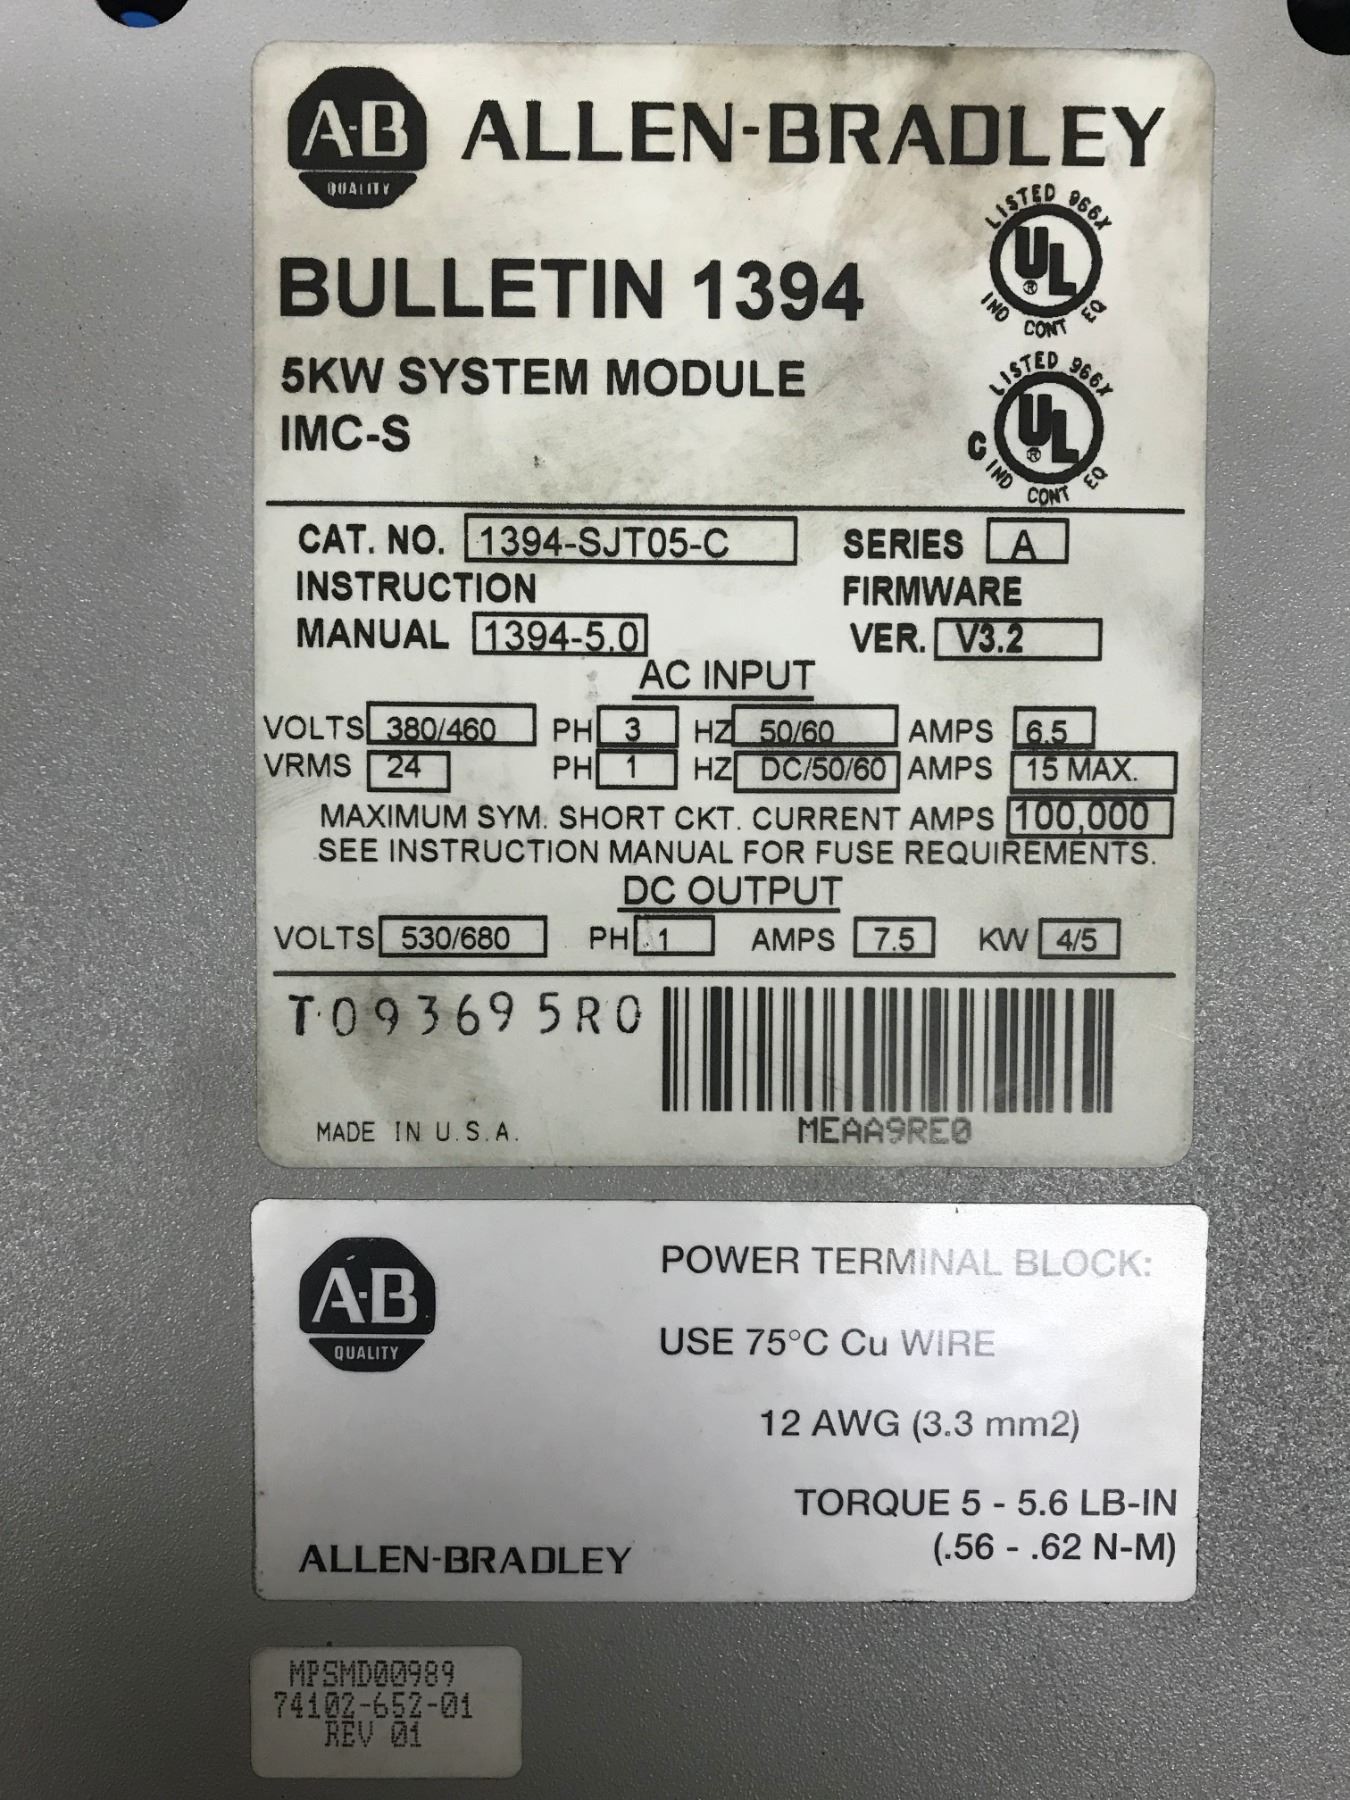 A-B ALLEN-BRADLEY
QUALITY
LISTED 966X
UL
®
IND CONT EQ
BULLETIN 1394
5KW SYSTEM MODULE
IMC-S
LISTED 966X
C UL
®
IND CONT EQ
CAT. NO. 1394-SJT05-C SERIES A
INSTRUCTION FIRMWARE
MANUAL 1394-5.0 VER. V3.2
AC INPUT
VOLTS 380/460 PH 3 HZ 50/60 AMPS 6.5
VRMS 24 PH 1 HZ DC/50/60 AMPS 15 MAX.
MAXIMUM SYM. SHORT CKT. CURRENT AMPS 100,000
SEE INSTRUCTION MANUAL FOR FUSE REQUIREMENTS.
DC OUTPUT
VOLTS 530/680 PH 1 AMPS 7.5 KW 4/5
T093695R0
MADE IN U.S.A.
MEAA9RE0
A-B
QUALITY
POWER TERMINAL BLOCK:
USE 75°C Cu WIRE
12 AWG (3.3 mm2)
TORQUE 5 - 5.6 LB-IN
(.56 - .62 N-M)
ALLEN-BRADLEY
MPSMD00989
74102-652-01
REV 01